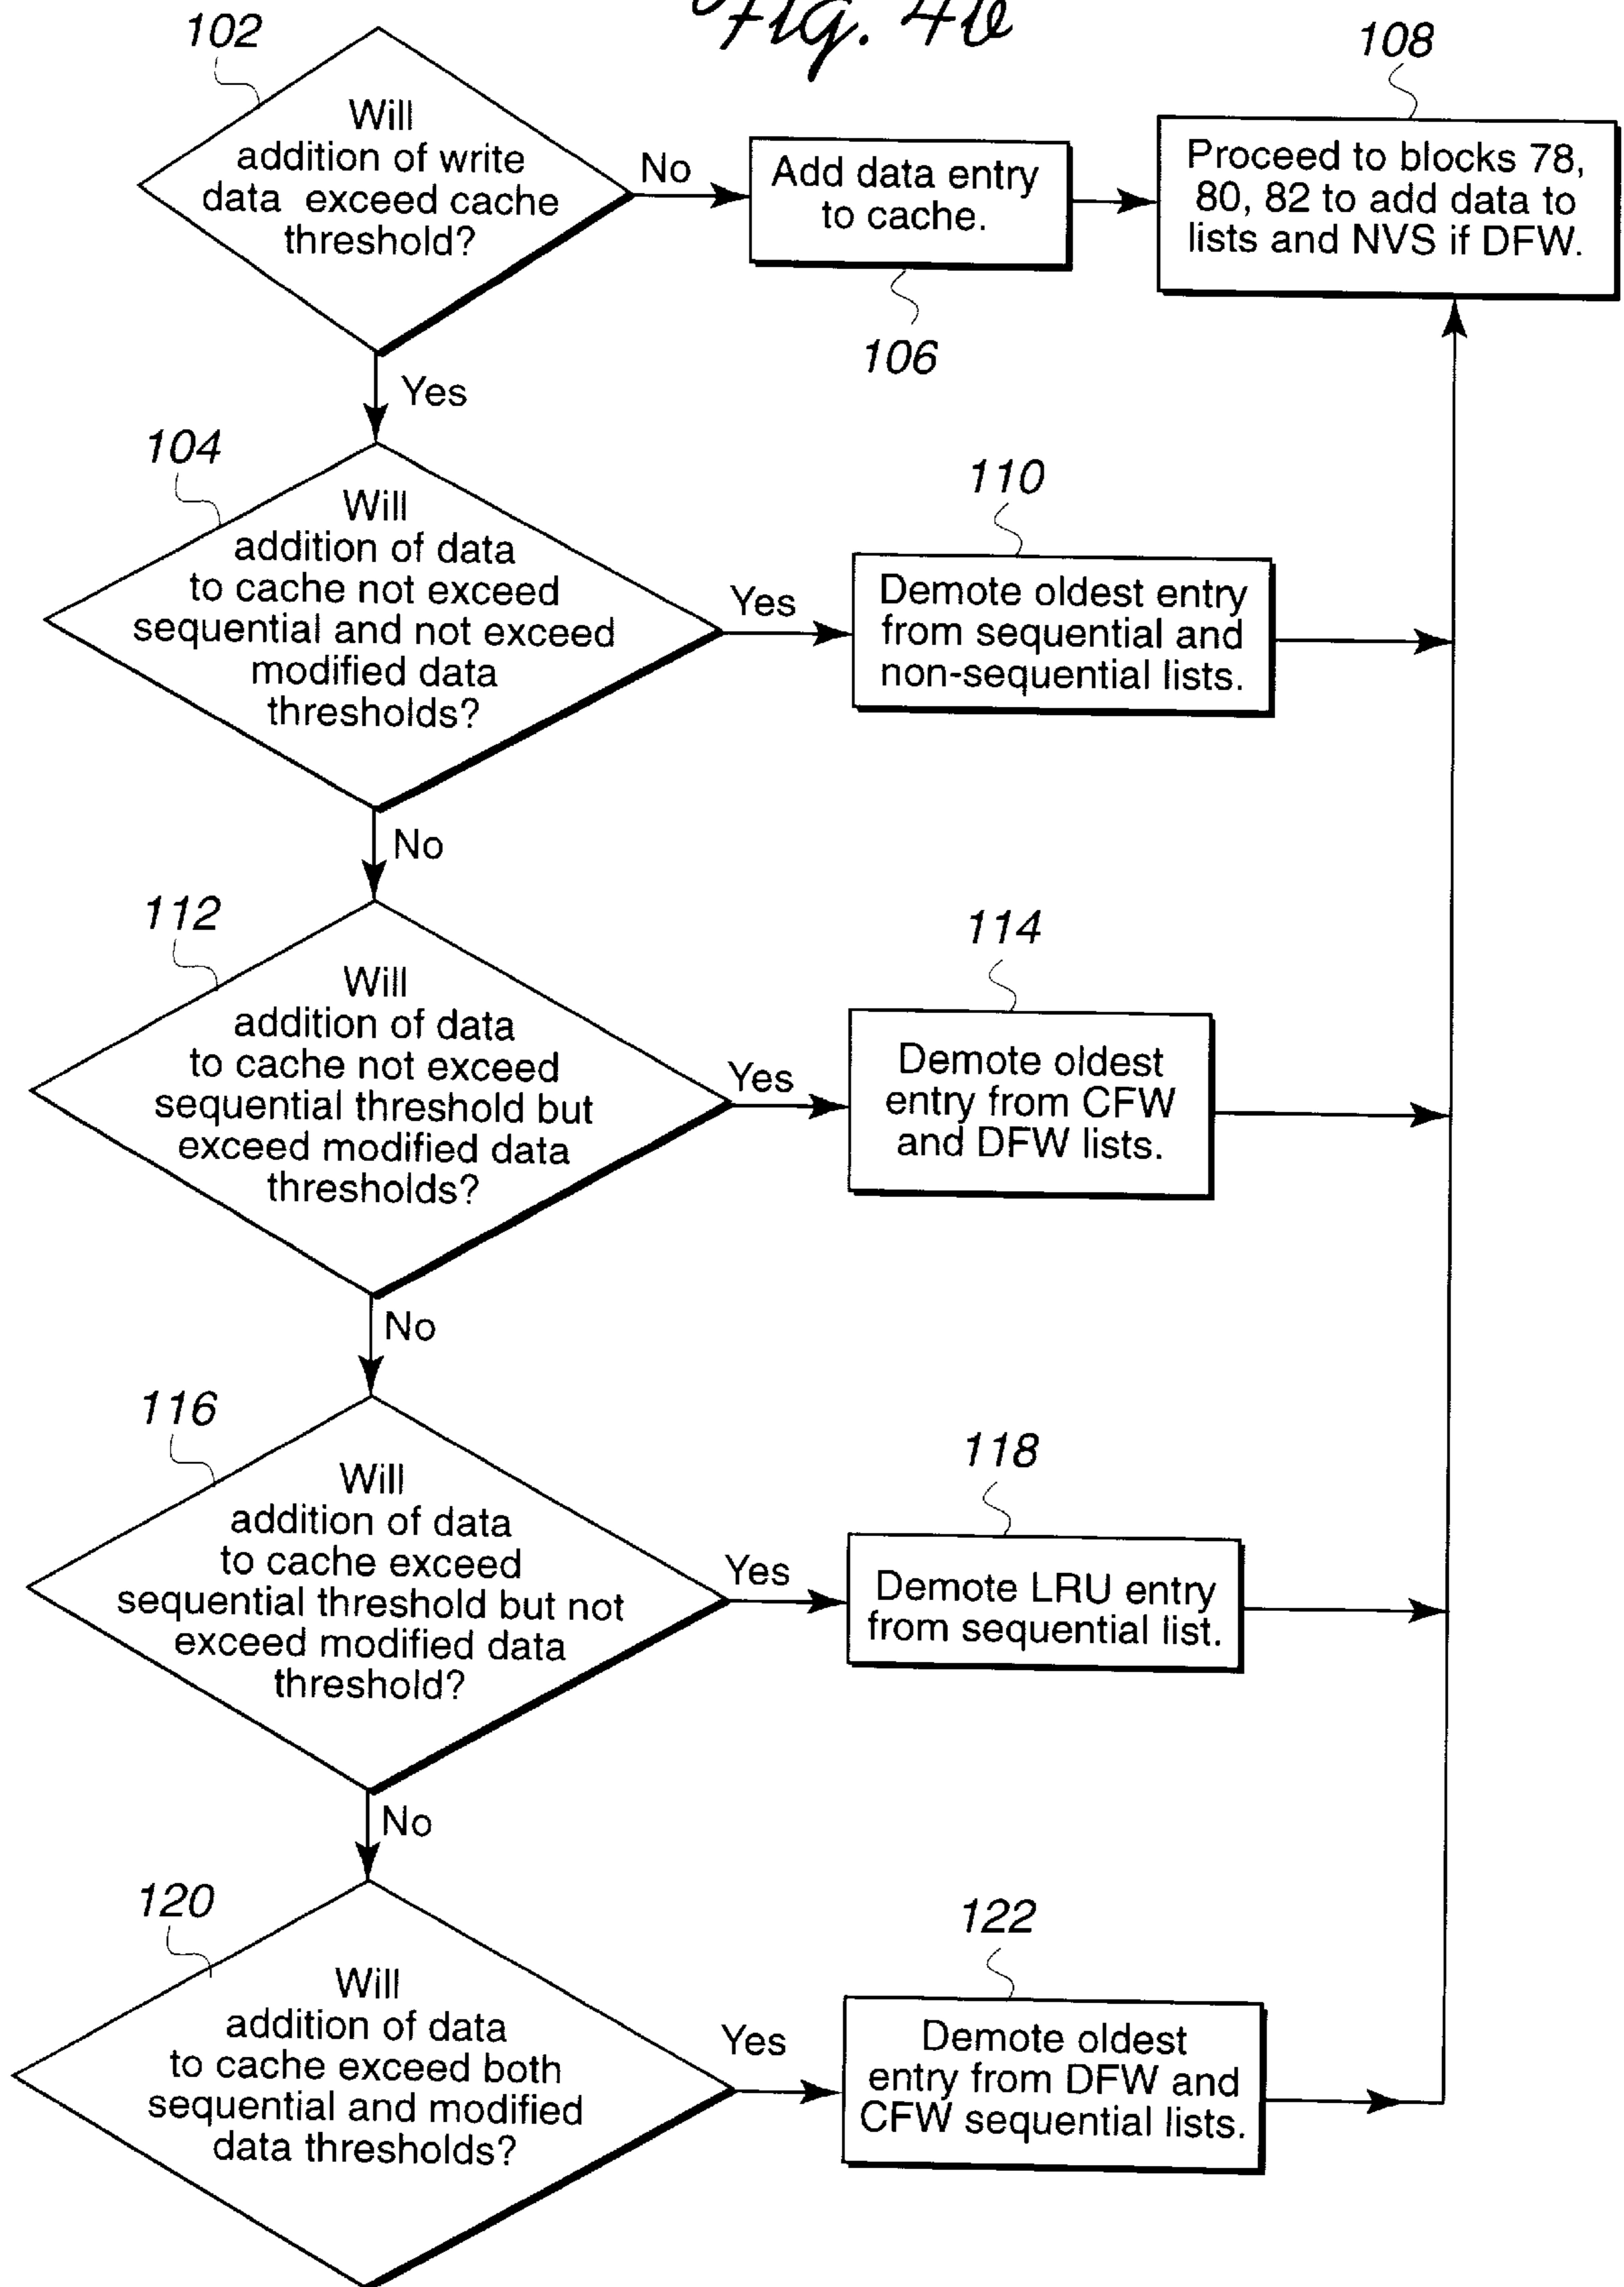 Fig. 4b
102
Will
addition of write
data exceed cache
threshold?
No
Add data entry
to cache.
106
108
Proceed to blocks 78,
80, 82 to add data to
lists and NVS if DFW.
Yes
104
Will
addition of data
to cache not exceed
sequential and not exceed
modified data
thresholds?
Yes
110
Demote oldest entry
from sequential and
non-sequential lists.
No
112
Will
addition of data
to cache not exceed
sequential threshold but
exceed modified data
thresholds?
Yes
114
Demote oldest
entry from CFW
and DFW lists.
No
116
Will
addition of data
to cache exceed
sequential threshold but not
exceed modified data
threshold?
Yes
118
Demote LRU entry
from sequential list.
No
120
Will
addition of data
to cache exceed both
sequential and modified
data thresholds?
Yes
122
Demote oldest
entry from DFW and
CFW sequential lists.